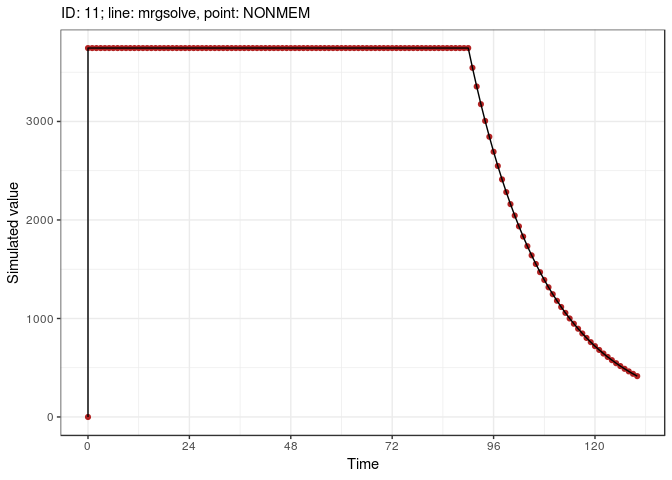 ID: 11; line: mrgsolve, point: NONMEM
Simulated value
3000
2000
1000
0
0 24 48 72 96 120
Time